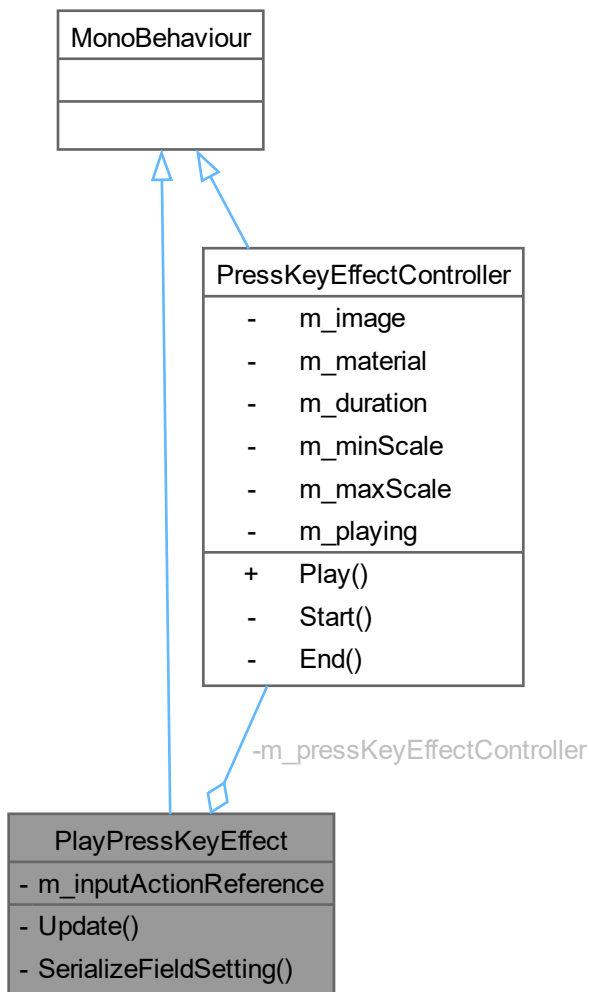 MonoBehaviour
PressKeyEffectController
- m_image
- m_material
- m_duration
- m_minScale
- m_maxScale
- m_playing
+ Play()
- Start()
- End()
-m_pressKeyEffectController
PlayPressKeyEffect
- m_inputActionReference
- Update()
- SerializeFieldSetting()